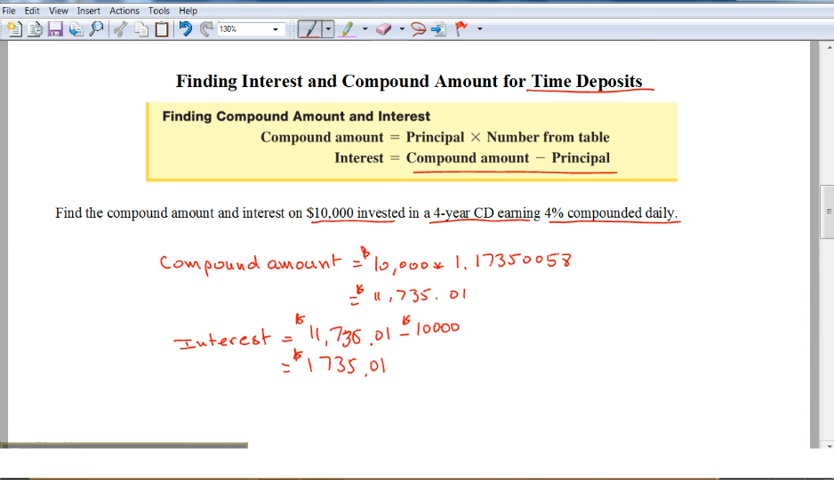 File Edit View Insert Actions Tools Help
130%
Finding Interest and Compound Amount for Time Deposits
Finding Compound Amount and Interest
Compound amount = Principal × Number from table
Interest = Compound amount − Principal
Find the compound amount and interest on $10,000 invested in a 4-year CD earning 4% compounded daily.
Compound amount = $10,000 * 1.17350058
= $11,735.01
Interest = $11,735.01 − $10000
= $1735.01